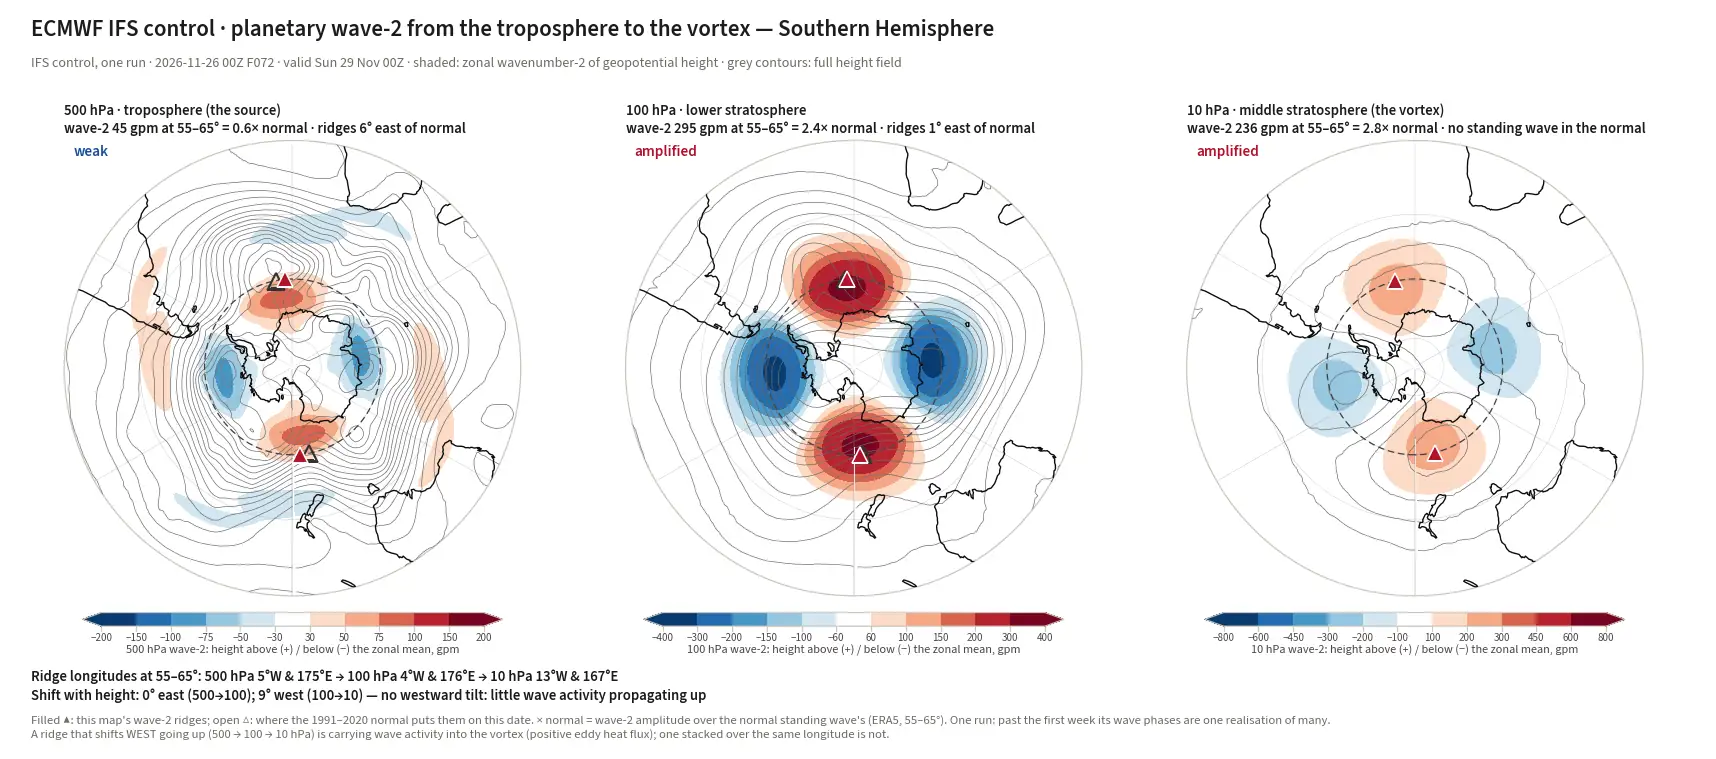 ECMWF IFS control · planetary wave-2 from the troposphere to the vortex — Southern Hemisphere
IFS control, one run · 2026-11-26 00Z F072 · valid Sun 29 Nov 00Z · shaded: zonal wavenumber-2 of geopotential height · grey contours: full height field
500 hPa · troposphere (the source)
wave-2 45 gpm at 55–65° = 0.6× normal · ridges 6° east of normal
weak
100 hPa · lower stratosphere
wave-2 295 gpm at 55–65° = 2.4× normal · ridges 1° east of normal
amplified
10 hPa · middle stratosphere (the vortex)
wave-2 236 gpm at 55–65° = 2.8× normal · no standing wave in the normal
amplified
−200 −150 −100 −75 −50 −30 30 50 75 100 150 200
500 hPa wave-2: height above (+) / below (−) the zonal mean, gpm
−400 −300 −200 −150 −100 −60 60 100 150 200 300 400
100 hPa wave-2: height above (+) / below (−) the zonal mean, gpm
−800 −600 −450 −300 −200 −100 100 200 300 450 600 800
10 hPa wave-2: height above (+) / below (−) the zonal mean, gpm
Ridge longitudes at 55–65°: 500 hPa 5°W & 175°E → 100 hPa 4°W & 176°E → 10 hPa 13°W & 167°E
Shift with height: 0° east (500→100); 9° west (100→10) — no westward tilt: little wave activity propagating up
Filled ▲: this map's wave-2 ridges; open △: where the 1991–2020 normal puts them on this date. × normal = wave-2 amplitude over the normal standing wave's (ERA5, 55–65°). One run: past the first week its wave phases are one realisation of many.
A ridge that shifts WEST going up (500 → 100 → 10 hPa) is carrying wave activity into the vortex (positive eddy heat flux); one stacked over the same longitude is not.